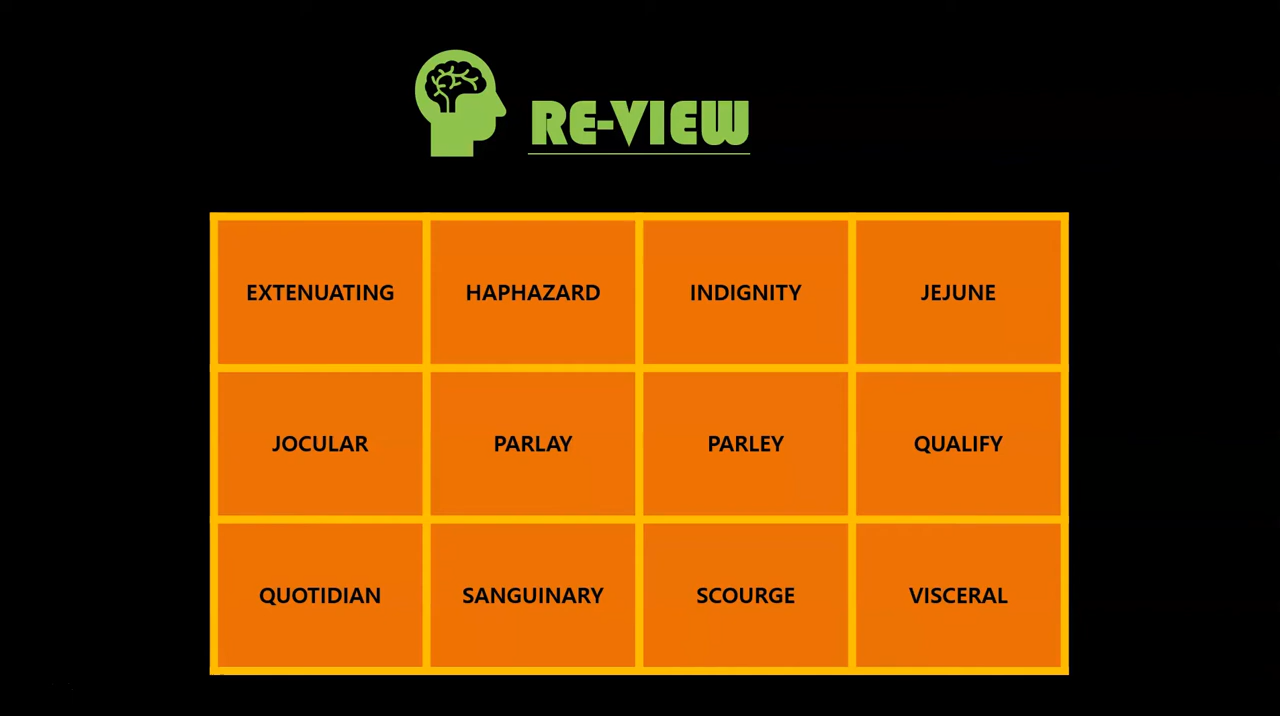 RE-VIEW
EXTENUATING HAPHAZARD INDIGNITY JEJUNE
JOCULAR PARLAY PARLEY QUALIFY
QUOTIDIAN SANGUINARY SCOURGE VISCERAL